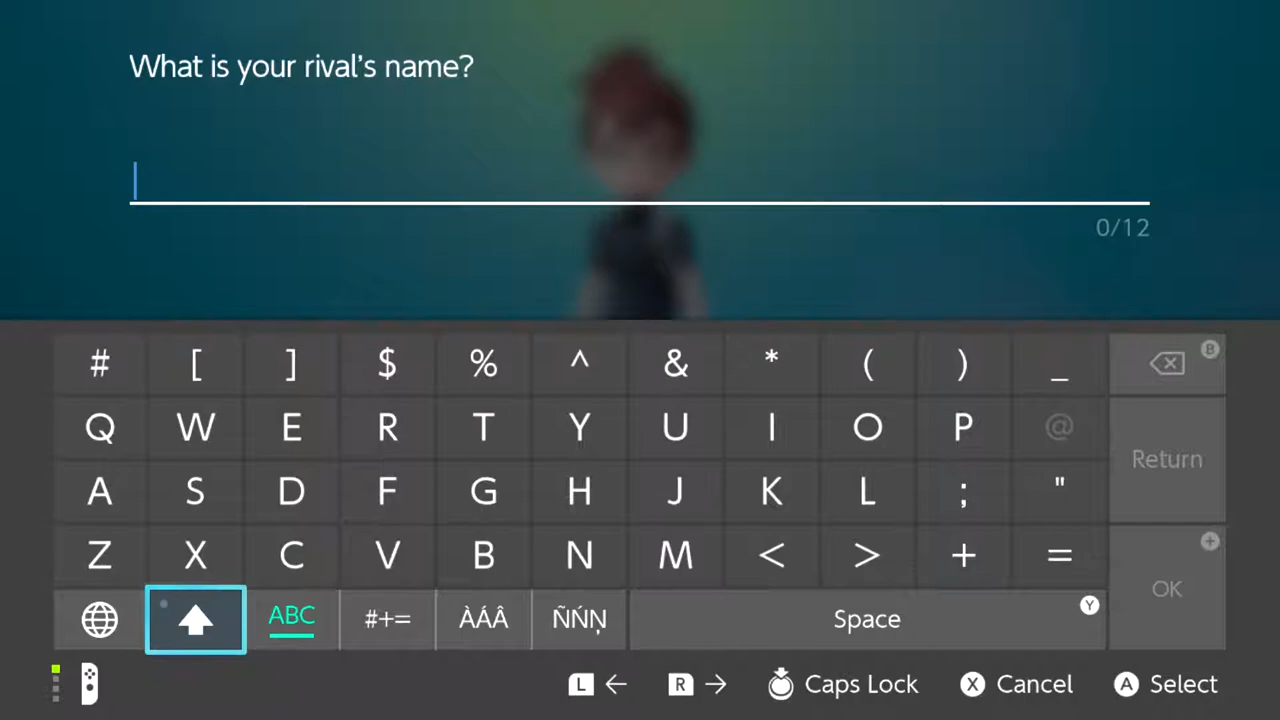 What is your rival's name?
0/12
# [ ] $ % ^ & * ( ) _ B
Q W E R T Y U I O P @ Return
A S D F G H J K L ; "
Z X C V B N M < > + = + OK
ABC #+= ÀÁÂ ÑŃŅ Space Y
L ← R → Caps Lock X Cancel A Select